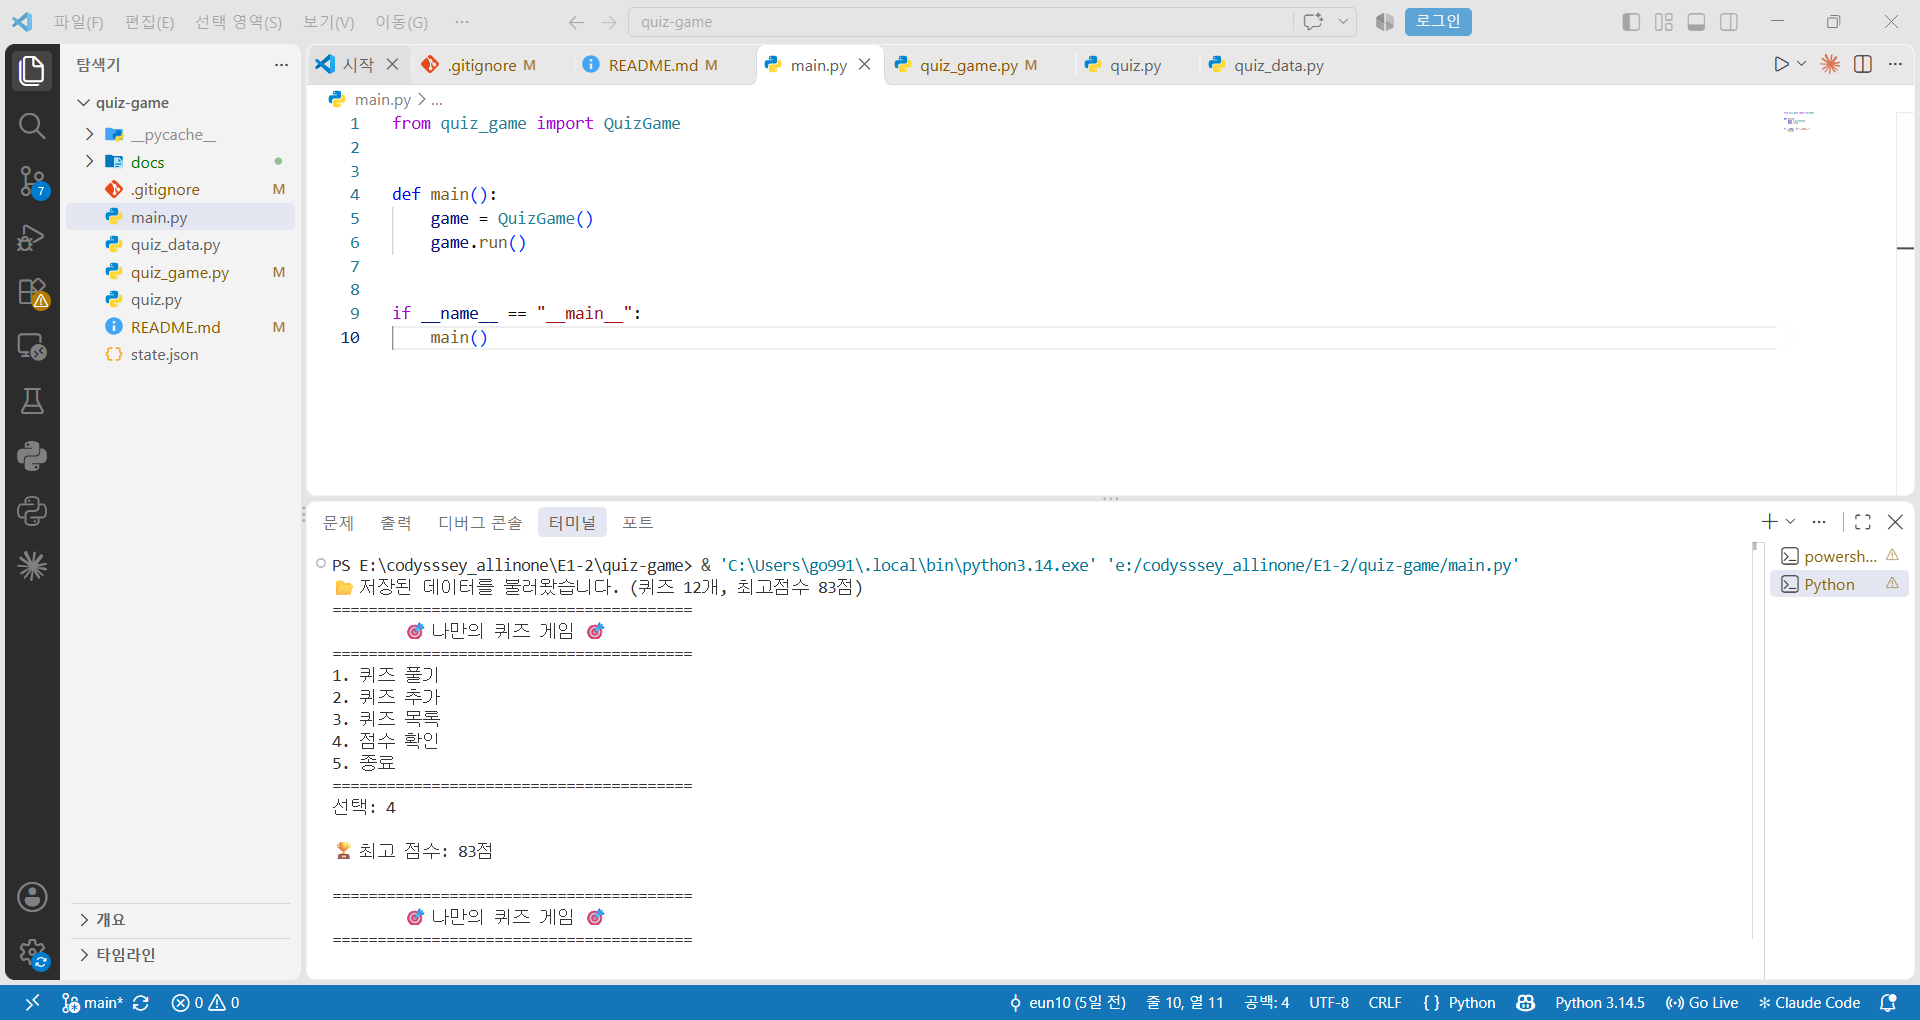 파일(F) 편집(E) 선택 영역(S) 보기(V) 이동(G) ··· quiz-game 로그인
탐색기 ···
시작 .gitignore M README.md M main.py quiz_game.py M quiz.py quiz_data.py
quiz-game
__pycache__
docs
.gitignore M
main.py
quiz_data.py
quiz_game.py M
quiz.py
README.md M
state.json
개요
타임라인
7
main.py > ...
1 from quiz_game import QuizGame
2
3
4 def main():
5 game = QuizGame()
6 game.run()
7
8
9 if __name__ == "__main__":
10 main()
문제 출력 디버그 콘솔 터미널 포트
PS E:\codysssey_allinone\E1-2\quiz-game> & 'C:\Users\go991\.local\bin\python3.14.exe' 'e:/codysssey_allinone/E1-2/quiz-game/main.py'
📂 저장된 데이터를 불러왔습니다. (퀴즈 12개, 최고점수 83점)
========================================
🎯 나만의 퀴즈 게임 🎯
========================================
1. 퀴즈 풀기
2. 퀴즈 추가
3. 퀴즈 목록
4. 점수 확인
5. 종료
========================================
선택: 4
🏆 최고 점수: 83점
========================================
🎯 나만의 퀴즈 게임 🎯
========================================
powersh...
Python
main* 0 0 eun10 (5일 전) 줄 10, 열 11 공백: 4 UTF-8 CRLF { } Python Python 3.14.5 Go Live Claude Code